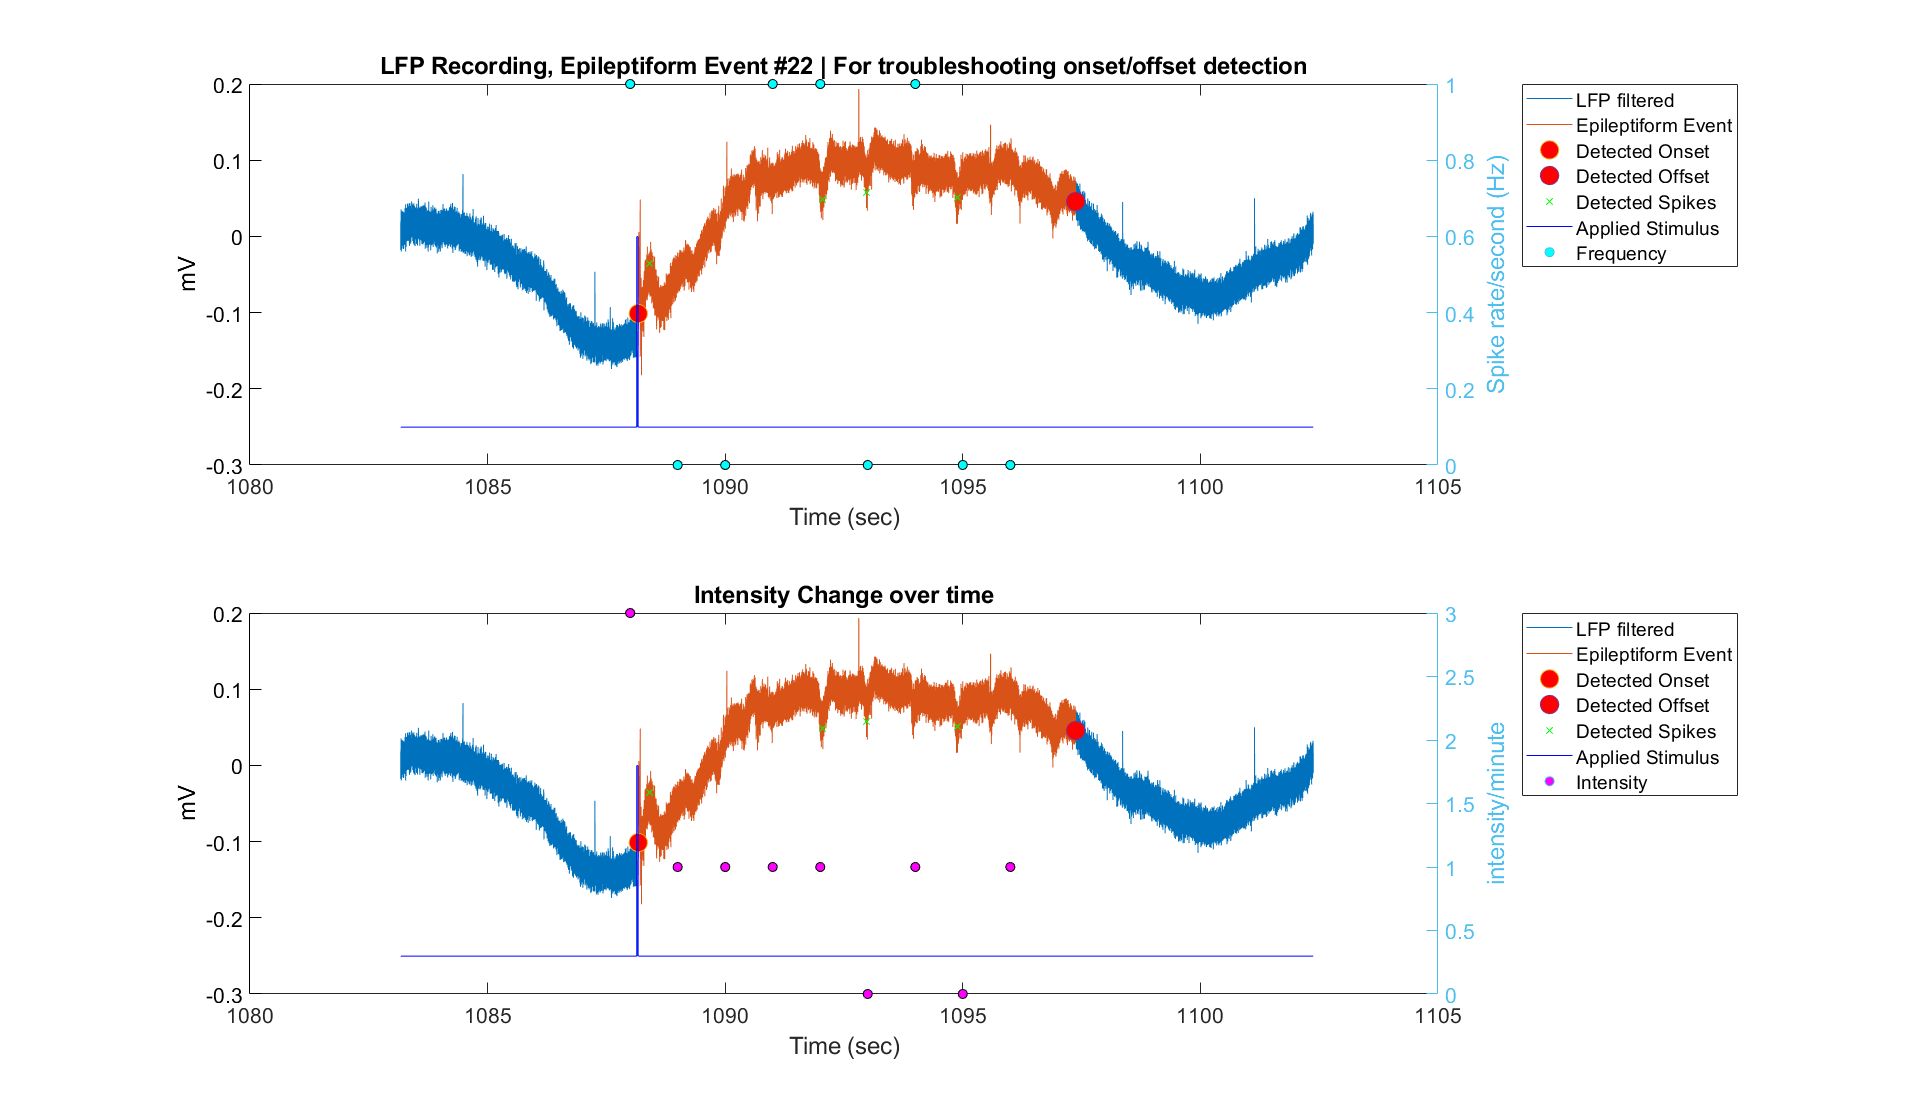 LFP Recording, Epileptiform Event #22 | For troubleshooting onset/offset detection
0.2
0.1
0
-0.1
-0.2
-0.3
mV
1080
1085
1090
1095
1100
1105
Time (sec)
1
0.8
0.6
0.4
0.2
0
Spike rate/second (Hz)
LFP filtered
Epileptiform Event
Detected Onset
Detected Offset
Detected Spikes
Applied Stimulus
Frequency
Intensity Change over time
0.2
0.1
0
-0.1
-0.2
-0.3
mV
1080
1085
1090
1095
1100
1105
Time (sec)
3
2.5
2
1.5
1
0.5
0
intensity/minute
LFP filtered
Epileptiform Event
Detected Onset
Detected Offset
Detected Spikes
Applied Stimulus
Intensity